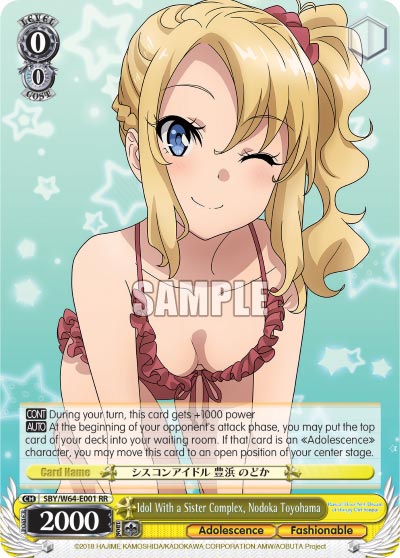 LEVEL
0
0
COST
SAMPLE
CONT During your turn, this card gets +1000 power
AUTO At the beginning of your opponent's attack phase, you may put the top card of your deck into your waiting room. If that card is an «Adolescence»
character, you may move this card to an open position of your center stage.
Card Name シスコンアイドル 豊浜 のどか
CH SBY/W64-E001 RR
Idol With a Sister Complex, Nodoka Toyohama
POWER 2000
Adolescence Fashionable
©2018 HAJIME KAMOSHIDA/KADOKAWA CORPORATION AMW/AOBUTA Project